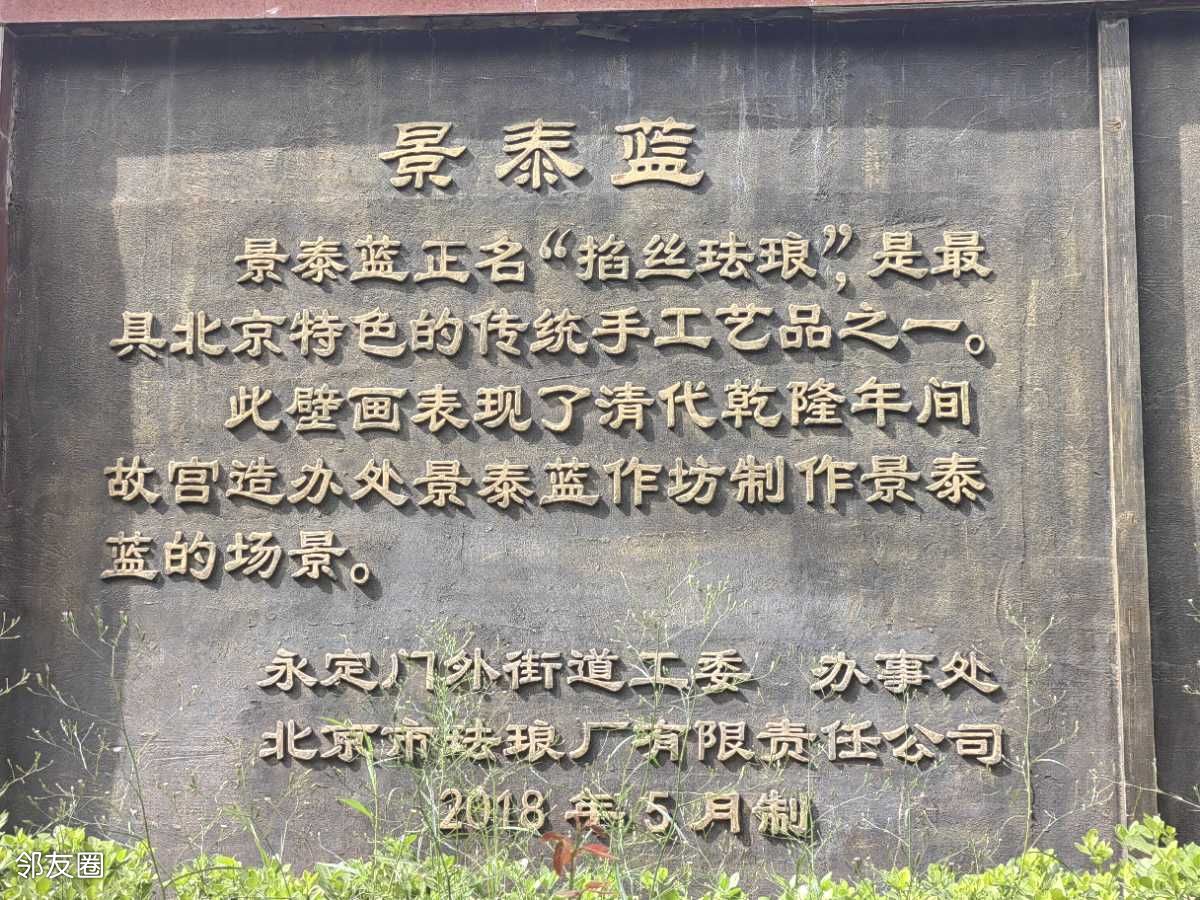 景泰蓝
景泰蓝正名“掐丝珐琅”，是最
具北京特色的传统手工艺品之一。
此壁画表现了清代乾隆年间
故宫造办处景泰蓝作坊制作景泰
蓝的场景。
永定门外街道工委 办事处
北京市珐琅厂有限责任公司
2018年5月制
邻友圈